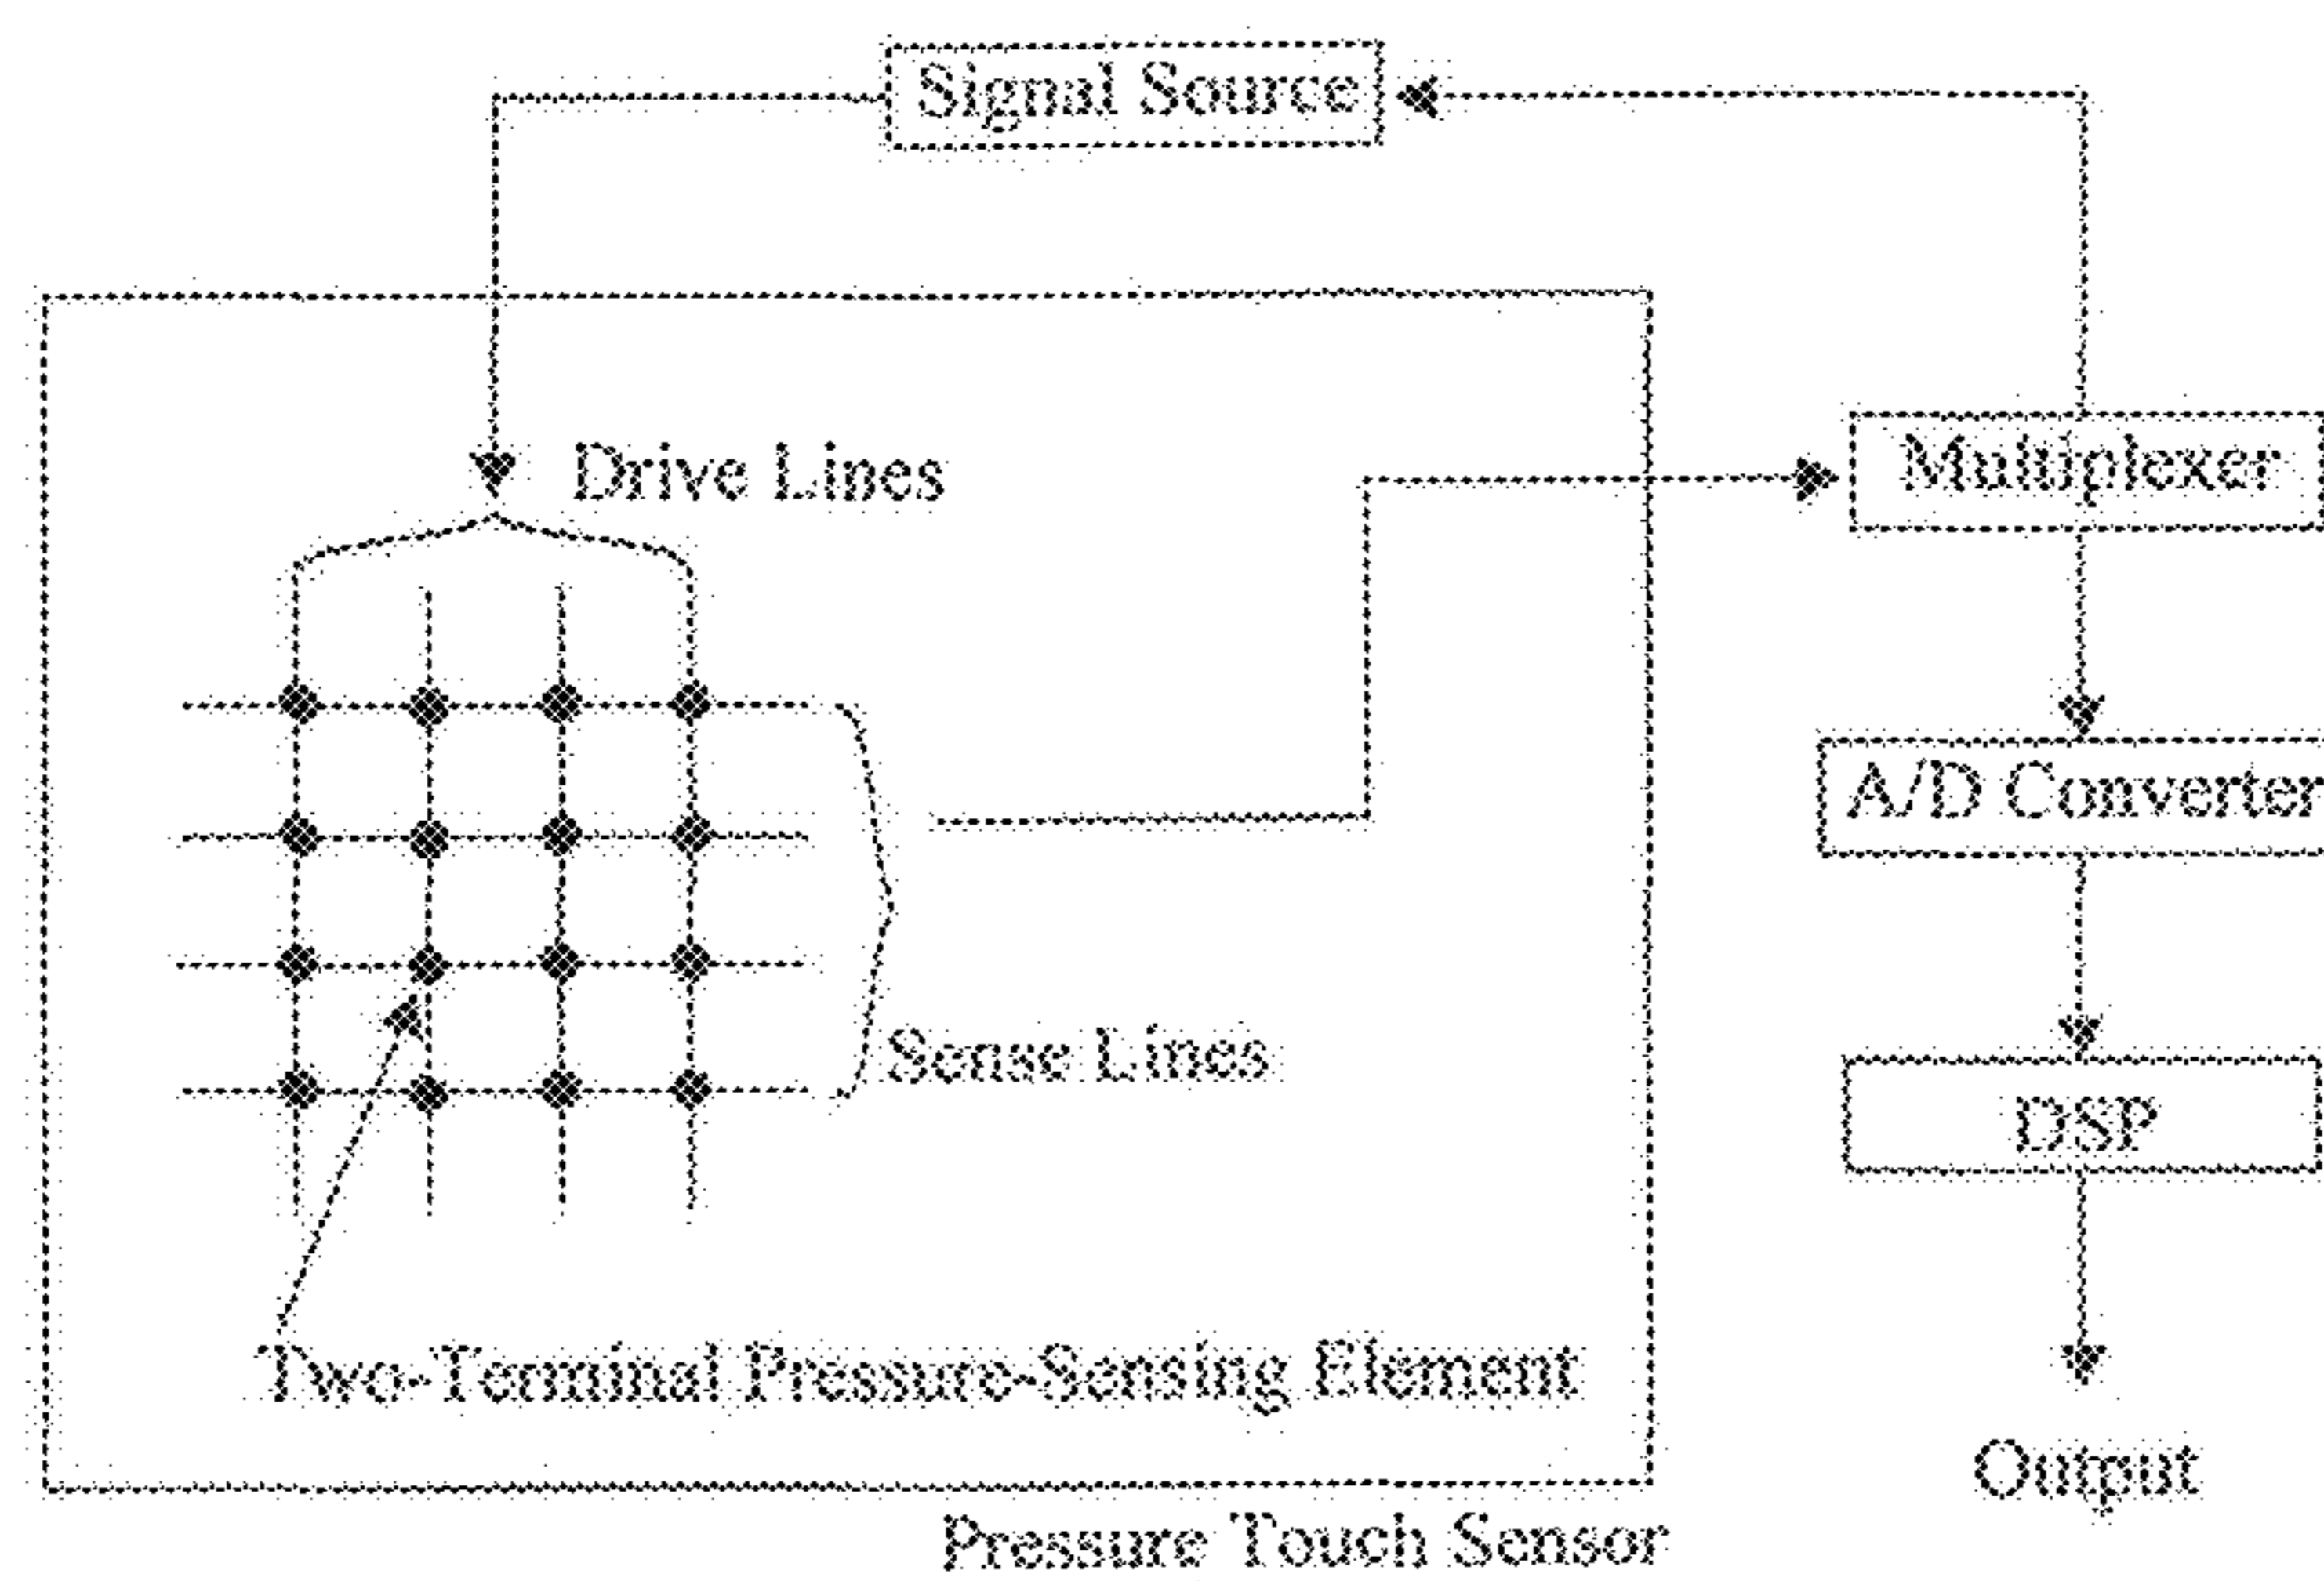 Signal Source
Drive Lines
Multiplexer
A/D Converter
Sense Lines
DSP
Two-Terminal Pressure-Sensing Element
Output
Pressure Touch Sensor